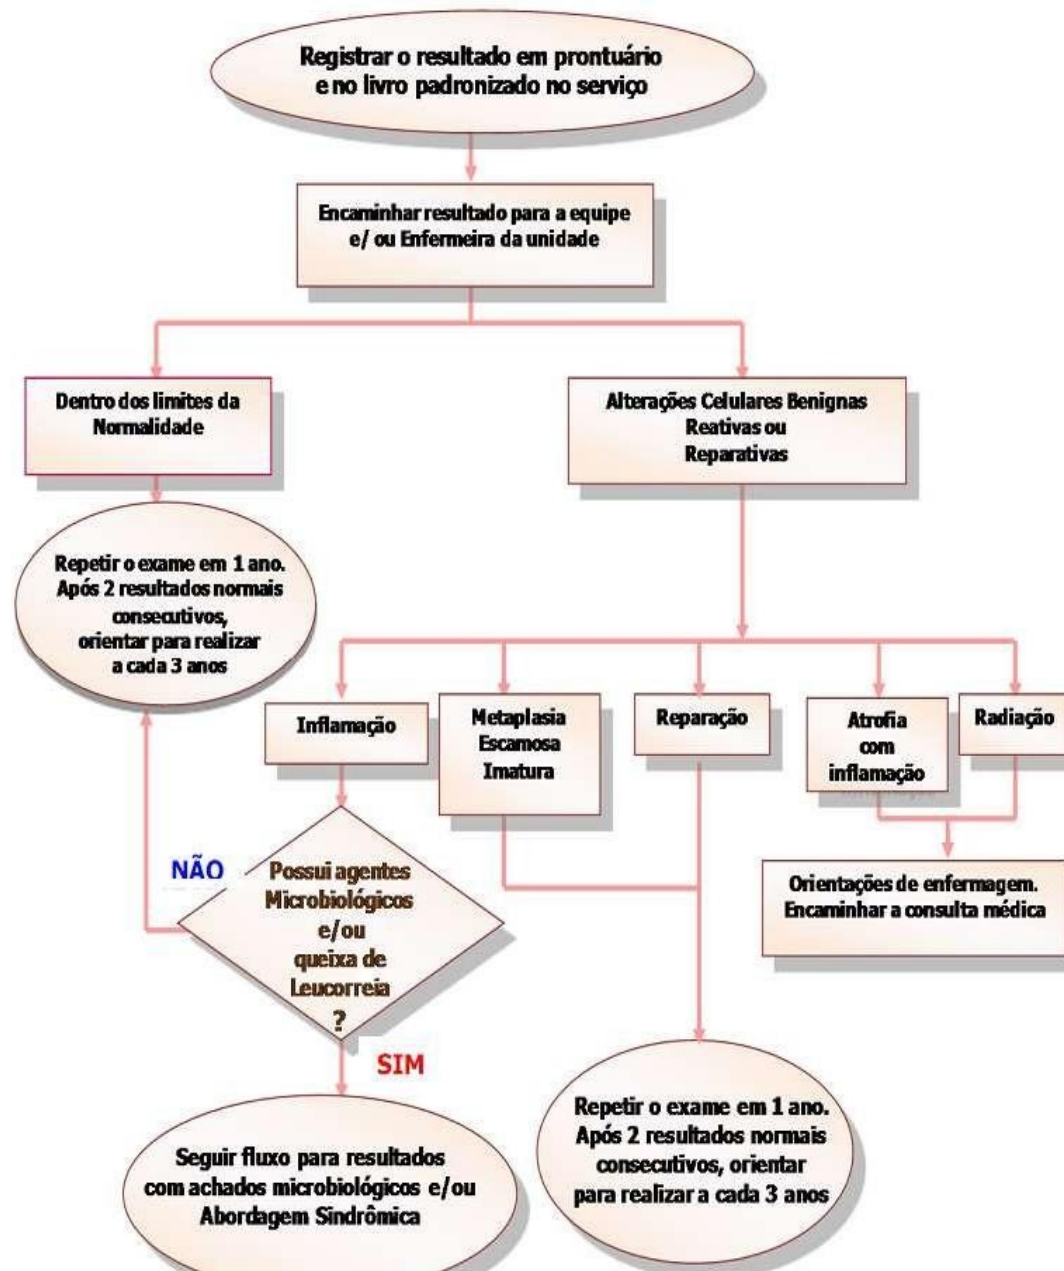 Registrar o resultado em prontuário
e no livro padronizado no serviço
Encaminhar resultado para a equipe
e/ ou Enfermeira da unidade
Dentro dos limites da
Normalidade
Alterações Celulares Benignas
Reativas ou
Reparativas
Repetir o exame em 1 ano.
Após 2 resultados normais
consecutivos,
orientar para realizar
a cada 3 anos
Inflamação
Metaplasia
Escamosa
Imatura
Reparação
Atrofia
com
inflamação
Radiação
NÃO
Possui agentes
Microbiológicos
e/ou
queixa de
Leucorreia
?
Orientações de enfermagem.
Encaminhar a consulta médica
SIM
Seguir fluxo para resultados
com achados microbiológicos e/ou
Abordagem Sindrômica
Repetir o exame em 1 ano.
Após 2 resultados normais
consecutivos, orientar
para realizar a cada 3 anos